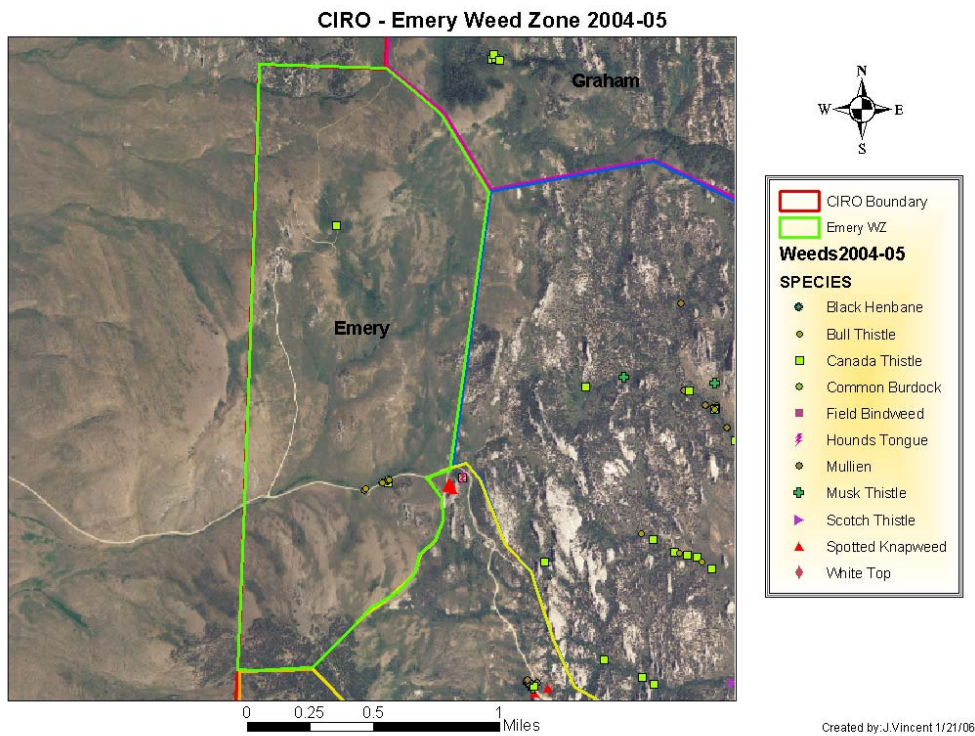 CIRO - Emery Weed Zone 2004-05
Graham
Emery
N
W E
S
CIRO Boundary
Emery WZ
Weeds2004-05
SPECIES
Black Henbane
Bull Thistle
Canada Thistle
Common Burdock
Field Bindweed
Hounds Tongue
Mullien
Musk Thistle
Scotch Thistle
Spotted Knapweed
White Top
0 0.25 0.5 1
Miles
Created by:J.Vincent 1/21/06